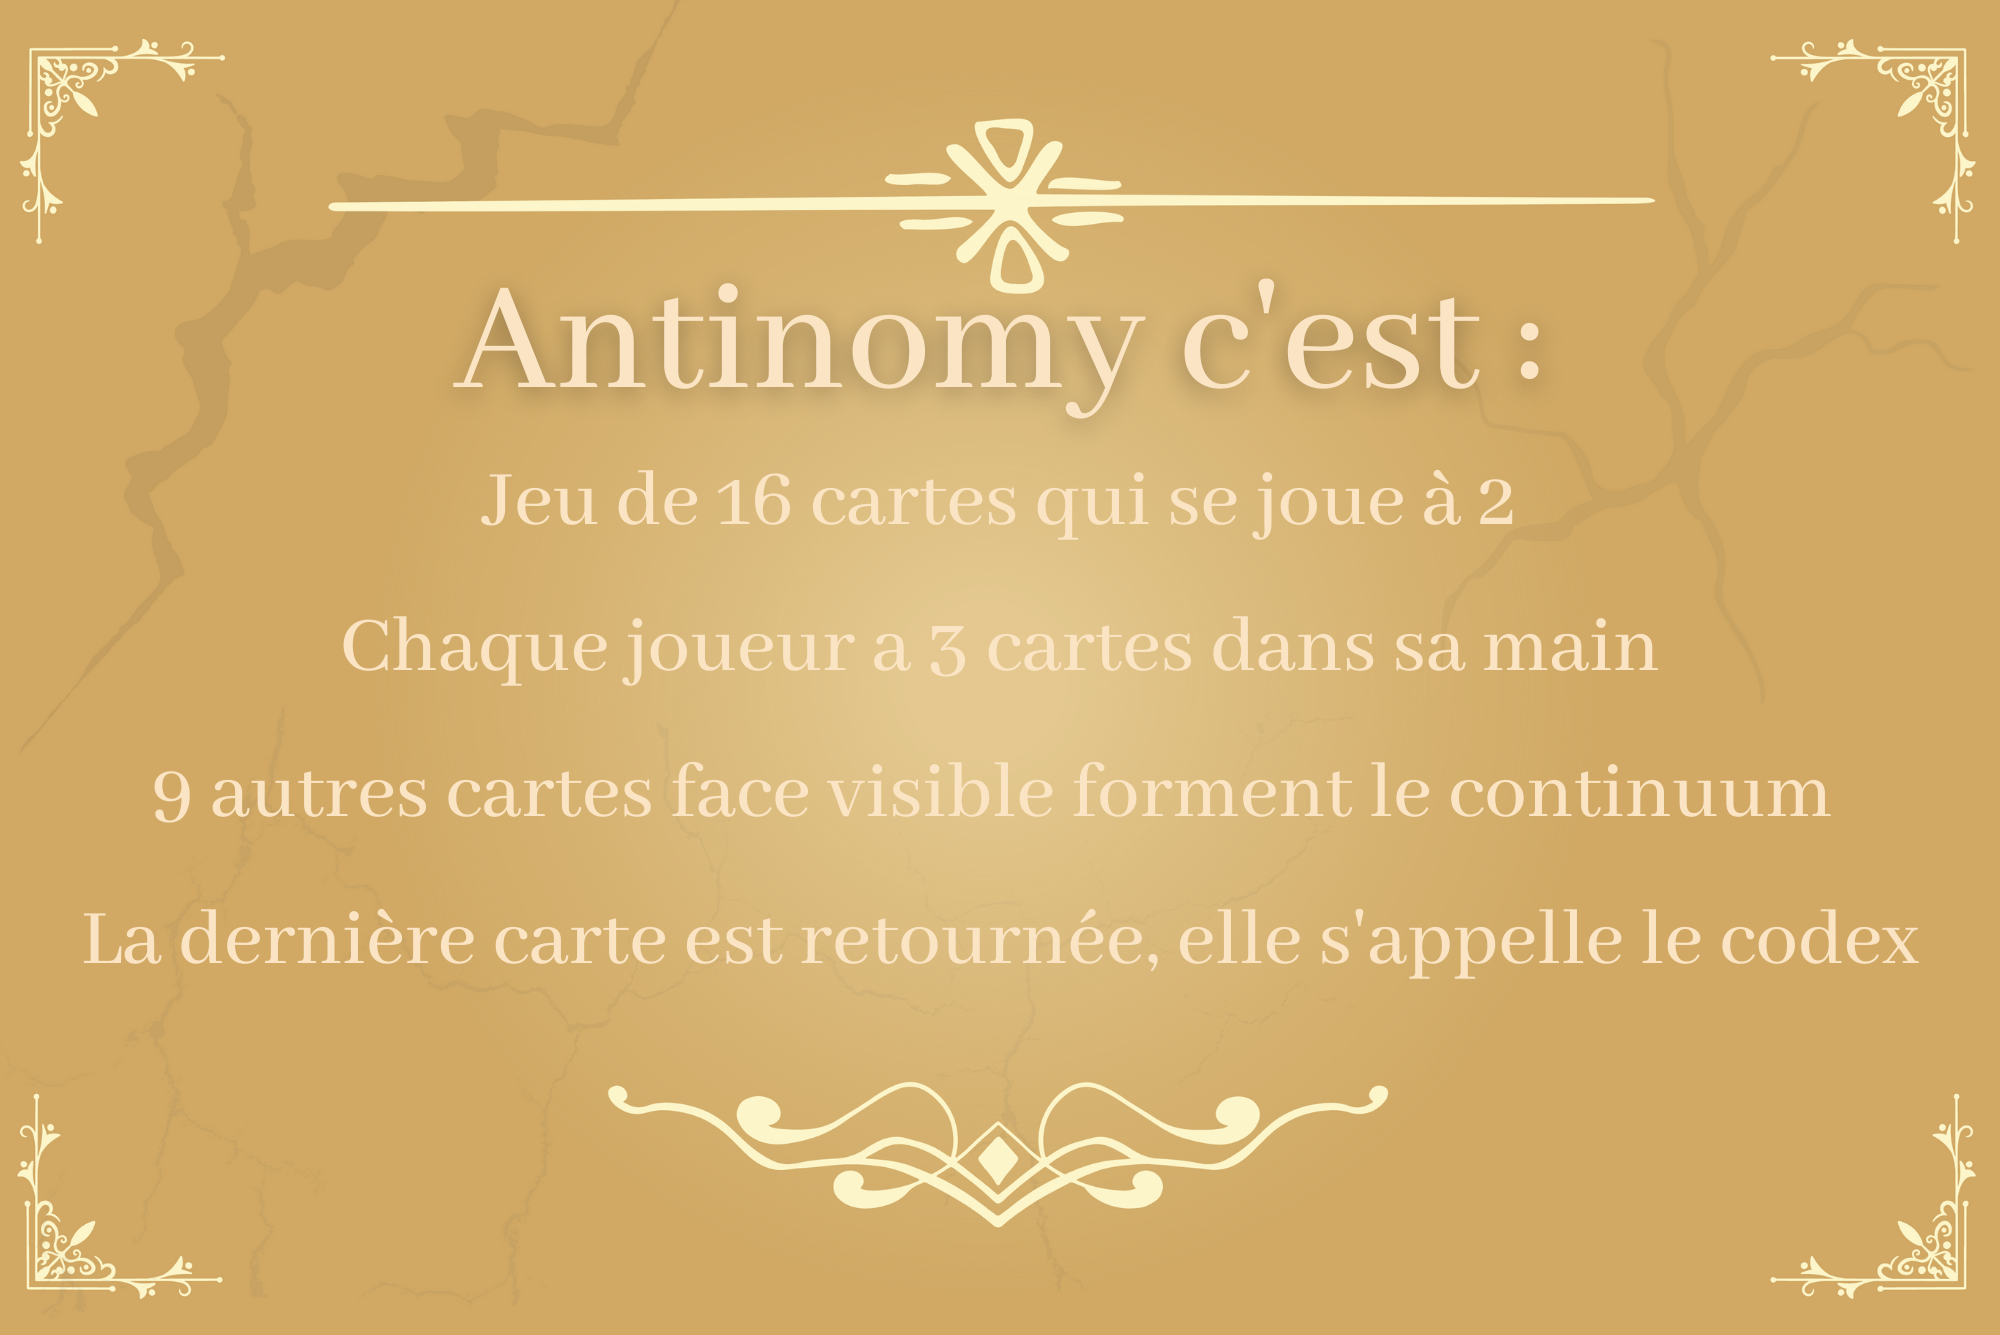 Antinomy c'est :
Jeu de 16 cartes qui se joue à 2
Chaque joueur a 3 cartes dans sa main
9 autres cartes face visible forment le continuum
La dernière carte est retournée, elle s'appelle le codex